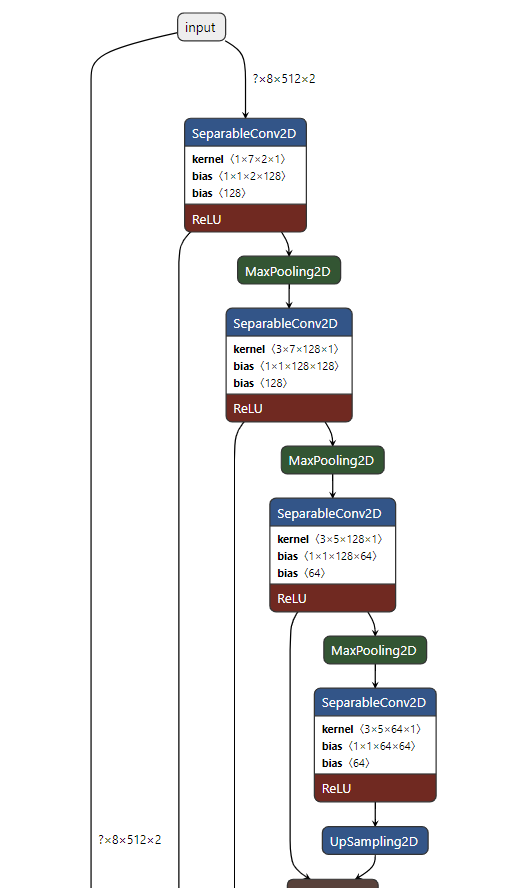 input
?×8×512×2
SeparableConv2D
kernel ⟨1×7×2×1⟩
bias ⟨1×1×2×128⟩
bias ⟨128⟩
ReLU
MaxPooling2D
SeparableConv2D
kernel ⟨3×7×128×1⟩
bias ⟨1×1×128×128⟩
bias ⟨128⟩
ReLU
MaxPooling2D
SeparableConv2D
kernel ⟨3×5×128×1⟩
bias ⟨1×1×128×64⟩
bias ⟨64⟩
ReLU
MaxPooling2D
SeparableConv2D
kernel ⟨3×5×64×1⟩
bias ⟨1×1×64×64⟩
bias ⟨64⟩
ReLU
?×8×512×2
UpSampling2D